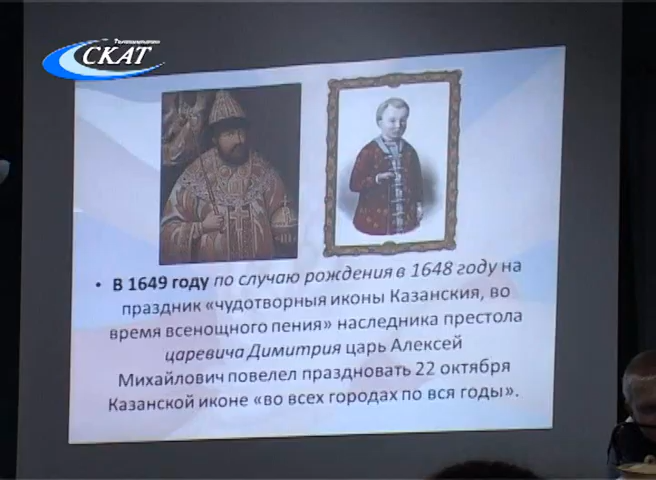 Телекомпания
СКАТ
• В 1649 году по случаю рождения в 1648 году на
праздник «чудотворныя иконы Казанския, во
время всенощного пения» наследника престола
царевича Димитрия царь Алексей
Михайлович повелел праздновать 22 октября
Казанской иконе «во всех городах по вся годы».